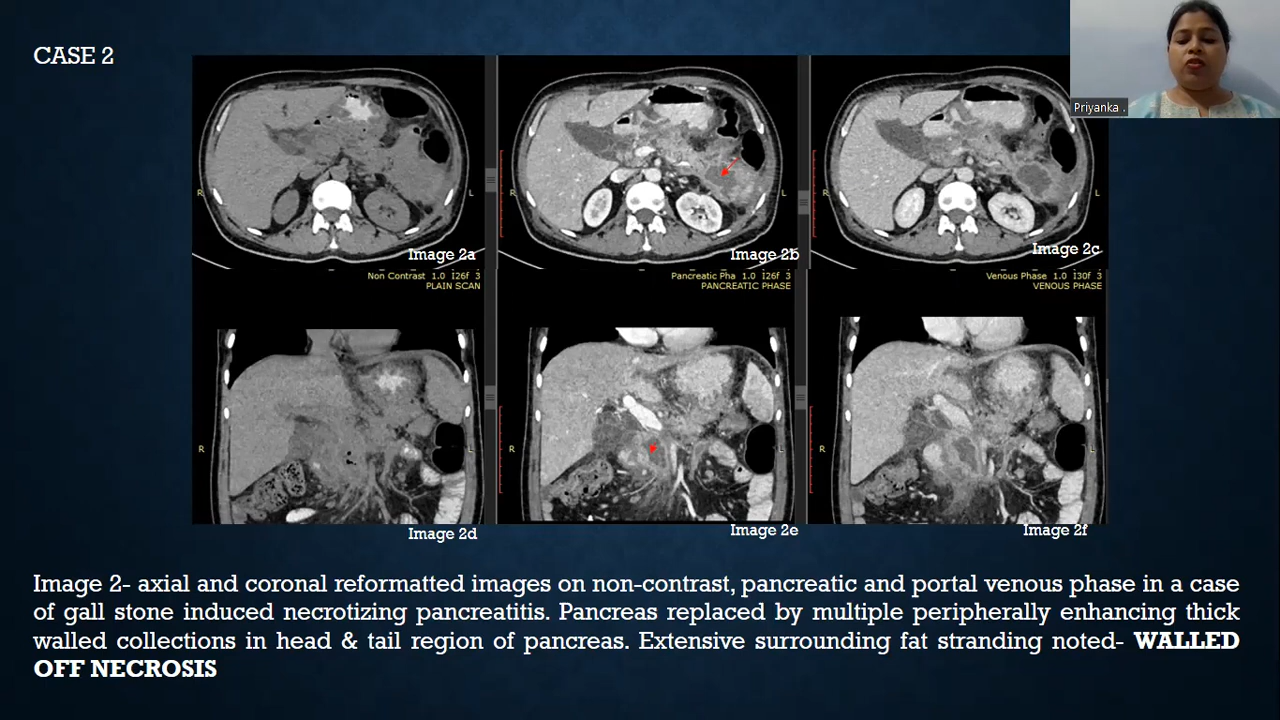 CASE 2
Priyanka .
R
L
R
L
R
L
Image 2a
Image 2b
Image 2c
Non Contrast 1.0 I26f 3
PLAIN SCAN
Pancreatic Pha 1.0 I26f 3
PANCREATIC PHASE
Venous Phase 1.0 I30f 3
VENOUS PHASE
R
L
R
L
R
L
Image 2d
Image 2e
Image 2f
Image 2- axial and coronal reformatted images on non-contrast, pancreatic and portal venous phase in a case
of gall stone induced necrotizing pancreatitis. Pancreas replaced by multiple peripherally enhancing thick
walled collections in head & tail region of pancreas. Extensive surrounding fat stranding noted- WALLED
OFF NECROSIS